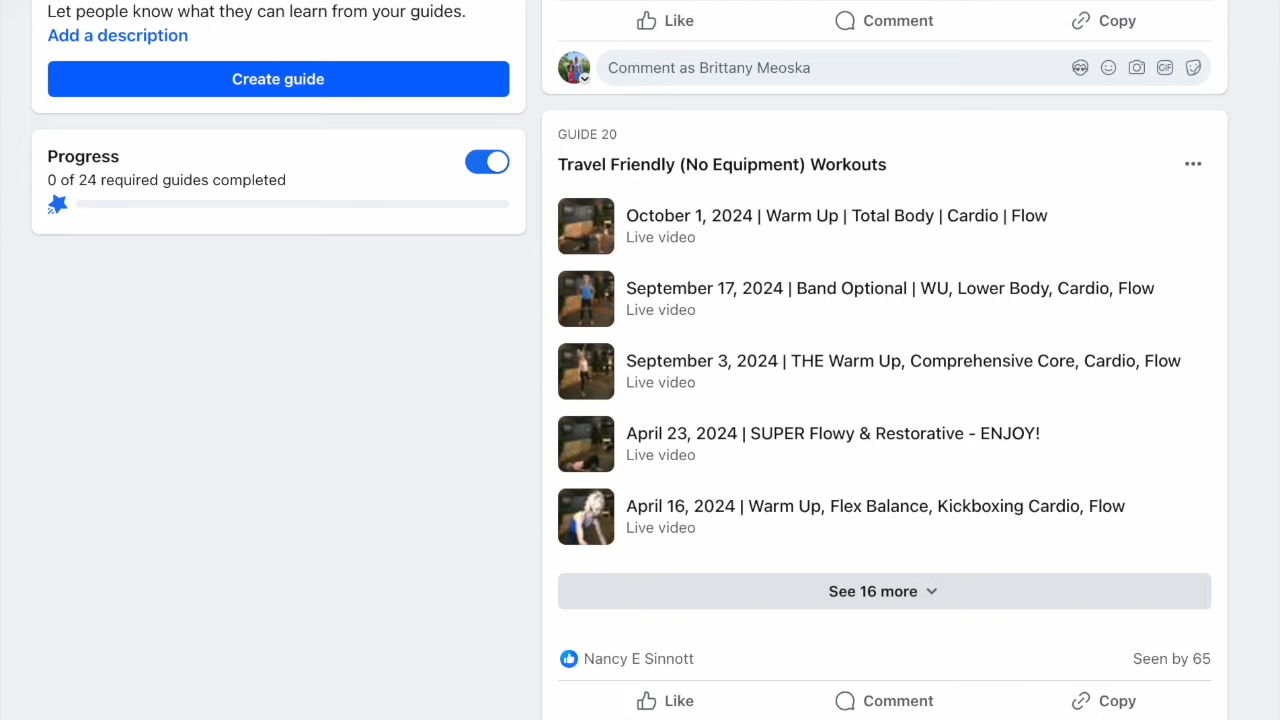 Let people know what they can learn from your guides.
Add a description
Create guide
Progress
0 of 24 required guides completed
Like
Comment
Copy
Comment as Brittany Meoska
GIF
GUIDE 20
Travel Friendly (No Equipment) Workouts
October 1, 2024 | Warm Up | Total Body | Cardio | Flow
Live video
September 17, 2024 | Band Optional | WU, Lower Body, Cardio, Flow
Live video
September 3, 2024 | THE Warm Up, Comprehensive Core, Cardio, Flow
Live video
April 23, 2024 | SUPER Flowy & Restorative - ENJOY!
Live video
April 16, 2024 | Warm Up, Flex Balance, Kickboxing Cardio, Flow
Live video
See 16 more
Nancy E Sinnott
Seen by 65
Like
Comment
Copy